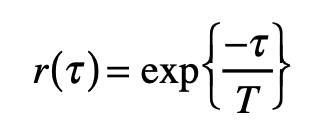 r(τ) = exp{−τ/T}